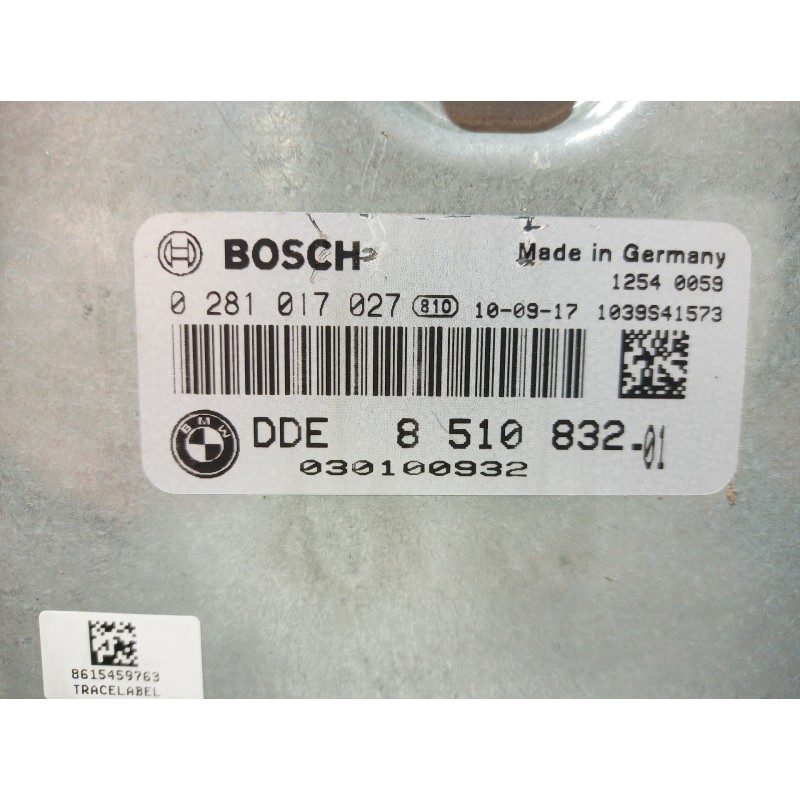 BOSCH Made in Germany
1254 0059
0 281 017 027 810 10-09-17 1039S41573
BMW DDE 8 510 832-01
030100932
8615459763
TRACELABEL